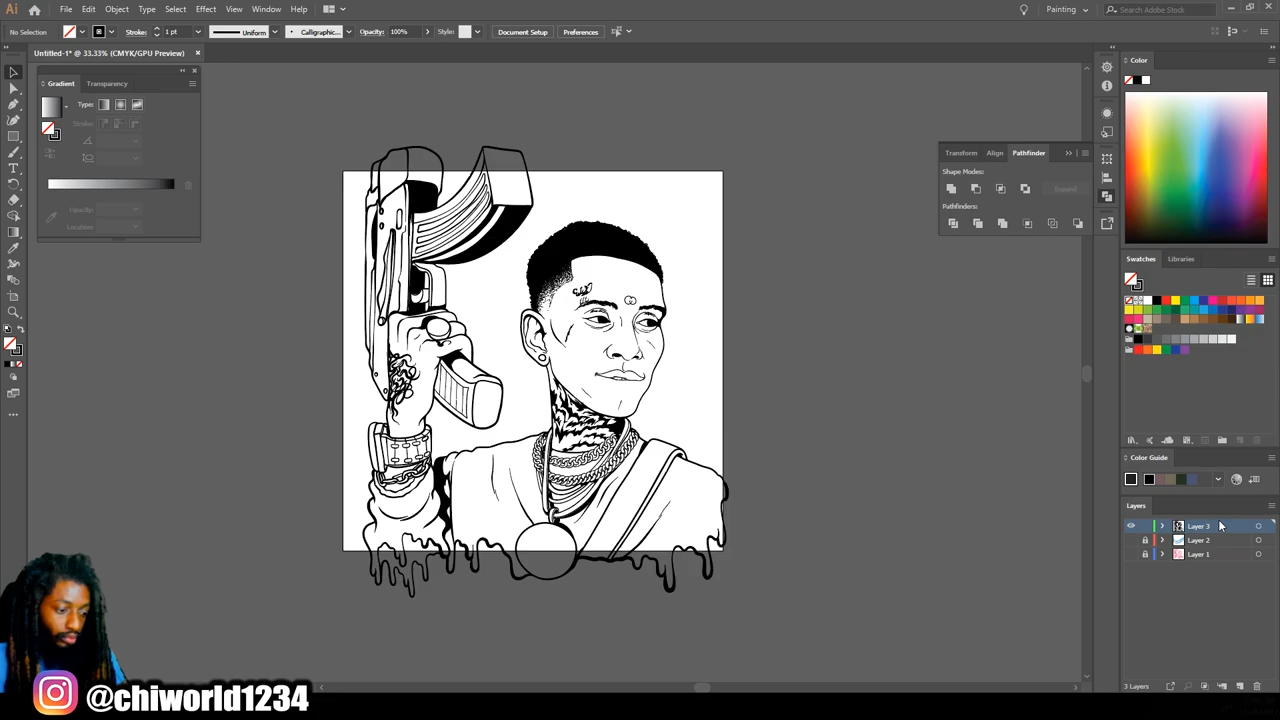 Ai File Edit Object Type Select Effect View Window Help Painting Search Adobe Stock
No Selection Stroke: 1 pt Uniform Calligraphic... Opacity: 100% Style: Document Setup Preferences
Untitled-1* @ 33.33% (CMYK/GPU Preview)
Gradient Transparency
Type:
Stroke:
Opacity:
Location:
Transform Align Pathfinder
Shape Modes:
Expand
Pathfinders:
Color
Swatches Libraries
Color Guide
Layers
Layer 3
Layer 2
Layer 1
3 Layers
@chiworld1234